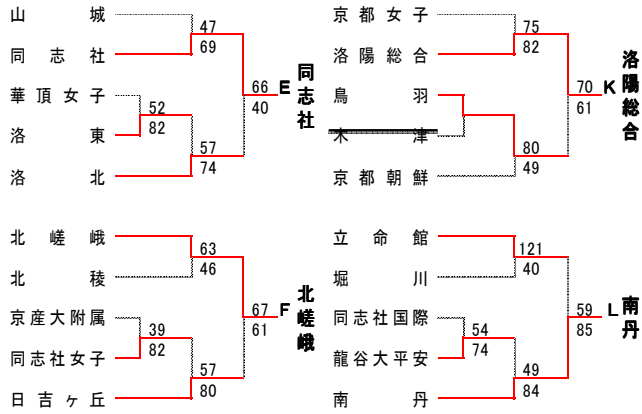 山城
47
同志社
69
華頂女子
52
66
E
同志社
40
洛東
82
57
洛北
74
京都女子
75
洛陽総合
82
鳥羽
70
K
洛陽総合
61
木津
80
京都朝鮮
49
北嵯峨
63
北稜
46
京産大附属
39
67
F
北嵯峨
61
同志社女子
82
57
日吉ヶ丘
80
立命館
121
堀川
40
同志社国際
54
59
L
南丹
85
龍谷大平安
74
49
南丹
84